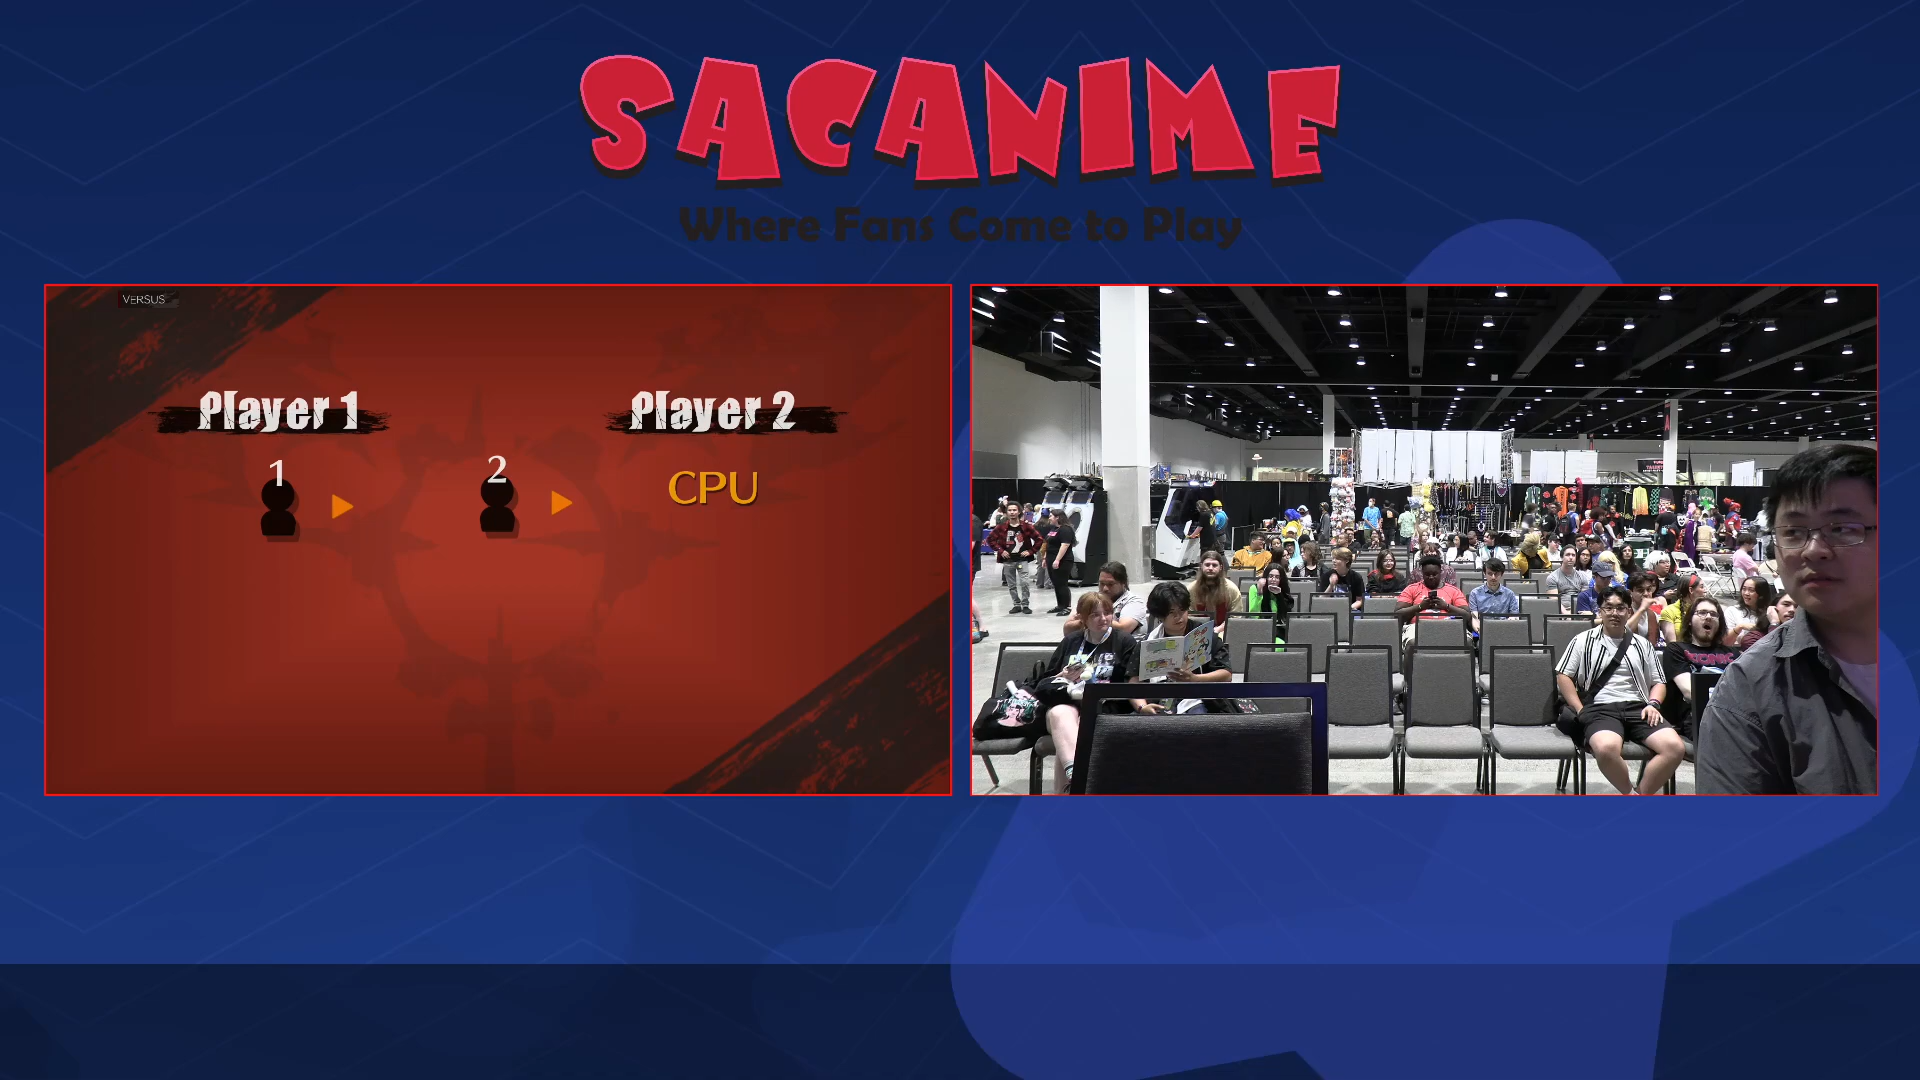 SACANIME
Where Fans Come to Play
VERSUS
Player 1
Player 2
1
2
CPU